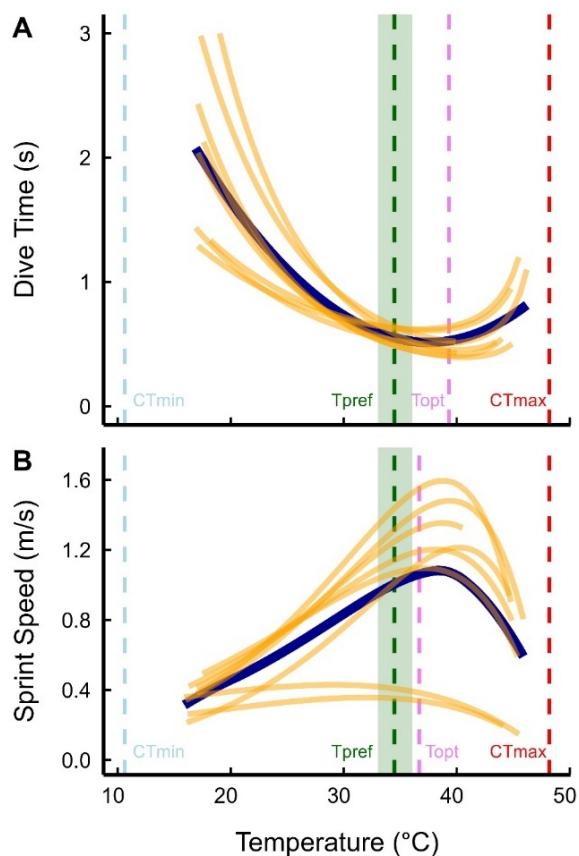 A
3
2
1
0
Dive Time (s)
CTmin
Tpref
Topt
CTmax
B
1.6
1.2
0.8
0.4
0.0
Sprint Speed (m/s)
CTmin
Tpref
Topt
CTmax
10 20 30 40 50
Temperature (°C)